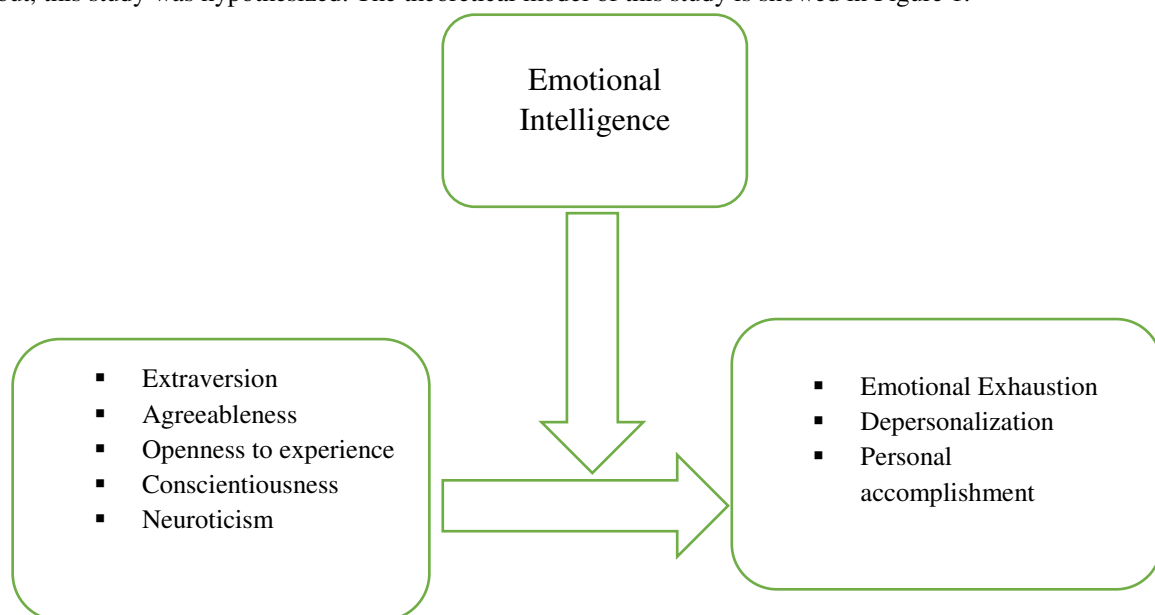 out, this study was hypothesized. The theoretical model of this study is showed in Figure 1.
Emotional
Intelligence
▪ Extraversion
▪ Agreeableness
▪ Openness to experience
▪ Conscientiousness
▪ Neuroticism
▪ Emotional Exhaustion
▪ Depersonalization
▪ Personal
accomplishment